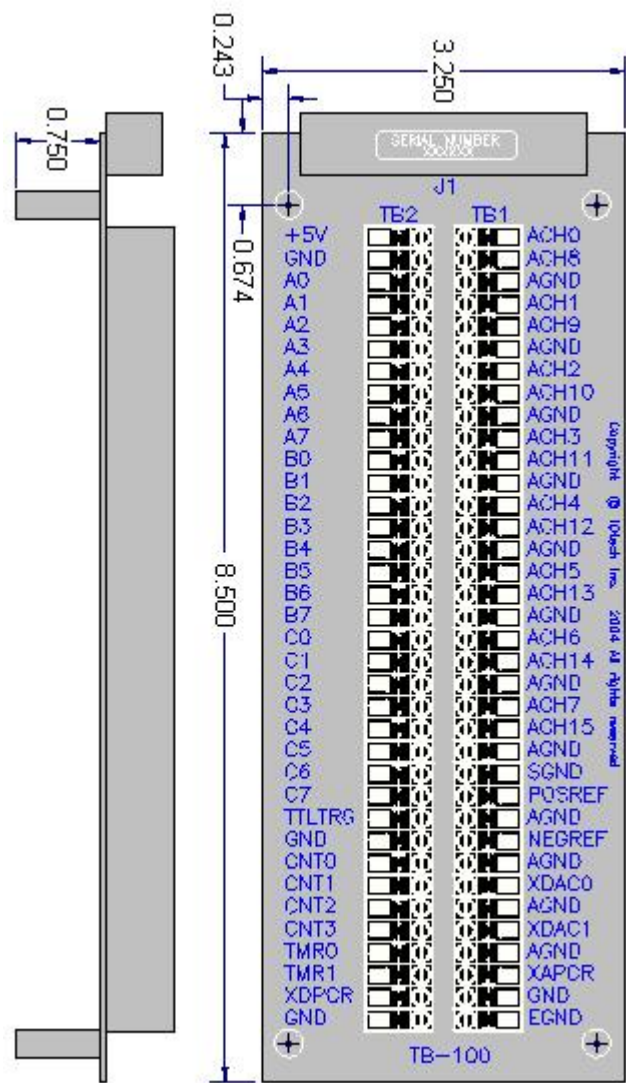 0.243
3.250
0.750
0.674
8.500
SERIAL NUMBER
XXXXXX
J1
TB2 TB1
+5V ACH0
GND ACH8
A0 AGND
A1 ACH1
A2 ACH9
A3 AGND
A4 ACH2
A5 ACH10
A6 AGND
A7 ACH3
B0 ACH11
B1 AGND
B2 ACH4
B3 ACH12
B4 AGND
B5 ACH5
B6 ACH13
B7 AGND
C0 ACH6
C1 ACH14
C2 AGND
C3 ACH7
C4 ACH15
C5 AGND
C6 SGND
C7 POSREF
TTLTRG AGND
GND NEGREF
CNT0 AGND
CNT1 XDAC0
CNT2 AGND
CNT3 XDAC1
TMR0 AGND
TMR1 XAPCR
XDPCR GND
GND EGND
TB-100
Copyright © IOtech Inc. 2004 All rights reserved